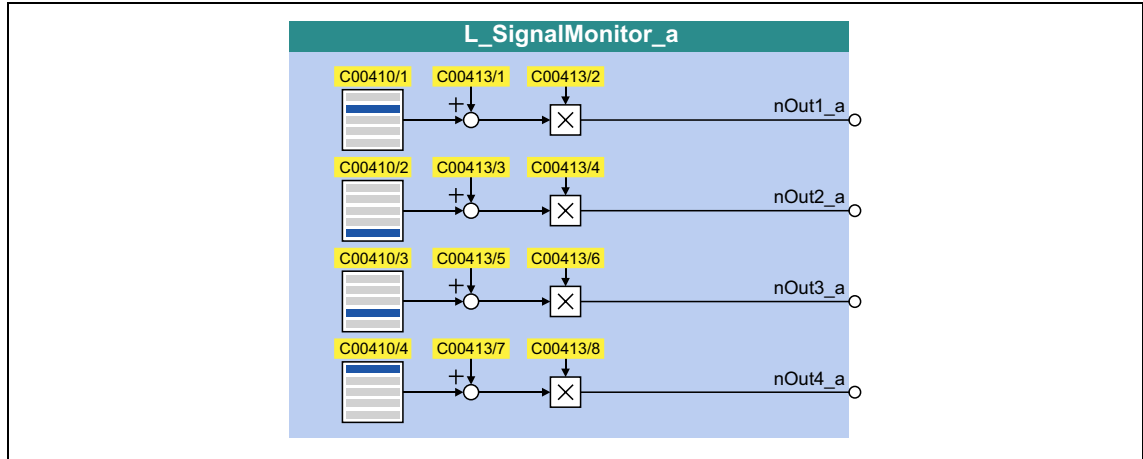 L_SignalMonitor_a
C00410/1 C00413/1 C00413/2
+ × nOut1_a
C00410/2 C00413/3 C00413/4
+ × nOut2_a
C00410/3 C00413/5 C00413/6
+ × nOut3_a
C00410/4 C00413/7 C00413/8
+ × nOut4_a